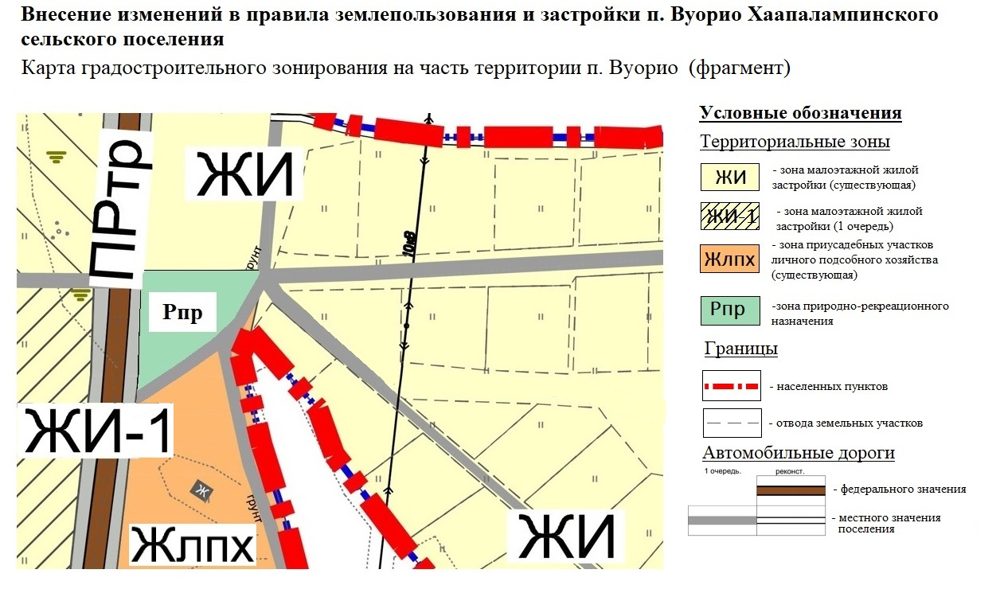 Внесение изменений в правила землепользования и застройки п. Вуорио Хаапалампинского
сельского поселения
Карта градостроительного зонирования на часть территории п. Вуорио (фрагмент)
ПРтр
ЖИ
10кВ
грунт
Рпр
ЖИ-1
Ж
грунт
Жлпх
ЖИ
Условные обозначения
Территориальные зоны
ЖИ
- зона малоэтажной жилой
застройки (существующая)
ЖИ-1
- зона малоэтажной жилой
застройки (1 очередь)
Жлпх
- зона приусадебных участков
личного подсобного хозяйства
(существующая)
Рпр
-зона природно-рекреационного
назначения
Границы
- населенных пунктов
- отвода земельных участков
Автомобильные дороги
1 очередь. реконст.
- федерального значения
- местного значения
поселения